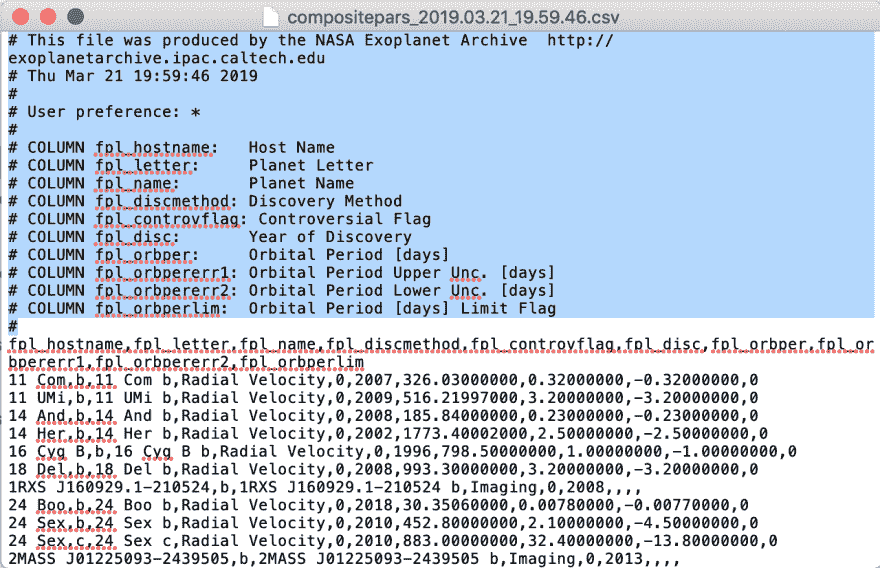 compositepars_2019.03.21_19.59.46.csv
# This file was produced by the NASA Exoplanet Archive  http://
exoplanetarchive.ipac.caltech.edu
# Thu Mar 21 19:59:46 2019
#
# User preference: *
#
# COLUMN fpl_hostname:   Host Name
# COLUMN fpl_letter:     Planet Letter
# COLUMN fpl_name:       Planet Name
# COLUMN fpl_discmethod: Discovery Method
# COLUMN fpl_controvflag: Controversial Flag
# COLUMN fpl_disc:       Year of Discovery
# COLUMN fpl_orbper:     Orbital Period [days]
# COLUMN fpl_orbpererr1: Orbital Period Upper Unc. [days]
# COLUMN fpl_orbpererr2: Orbital Period Lower Unc. [days]
# COLUMN fpl_orbperlim:  Orbital Period [days] Limit Flag
#
fpl_hostname,fpl_letter,fpl_name,fpl_discmethod,fpl_controvflag,fpl_disc,fpl_orbper,fpl_or
bpererr1,fpl_orbpererr2,fpl_orbperlim
11 Com,b,11 Com b,Radial Velocity,0,2007,326.03000000,0.32000000,-0.32000000,0
11 UMi,b,11 UMi b,Radial Velocity,0,2009,516.21997000,3.20000000,-3.20000000,0
14 And,b,14 And b,Radial Velocity,0,2008,185.84000000,0.23000000,-0.23000000,0
14 Her,b,14 Her b,Radial Velocity,0,2002,1773.40002000,2.50000000,-2.50000000,0
16 Cyg B,b,16 Cyg B b,Radial Velocity,0,1996,798.50000000,1.00000000,-1.00000000,0
18 Del,b,18 Del b,Radial Velocity,0,2008,993.30000000,3.20000000,-3.20000000,0
1RXS J160929.1-210524,b,1RXS J160929.1-210524 b,Imaging,0,2008,,,,
24 Boo,b,24 Boo b,Radial Velocity,0,2018,30.35060000,0.00780000,-0.00770000,0
24 Sex,b,24 Sex b,Radial Velocity,0,2010,452.80000000,2.10000000,-4.50000000,0
24 Sex,c,24 Sex c,Radial Velocity,0,2010,883.00000000,32.40000000,-13.80000000,0
2MASS J01225093-2439505,b,2MASS J01225093-2439505 b,Imaging,0,2013,,,,